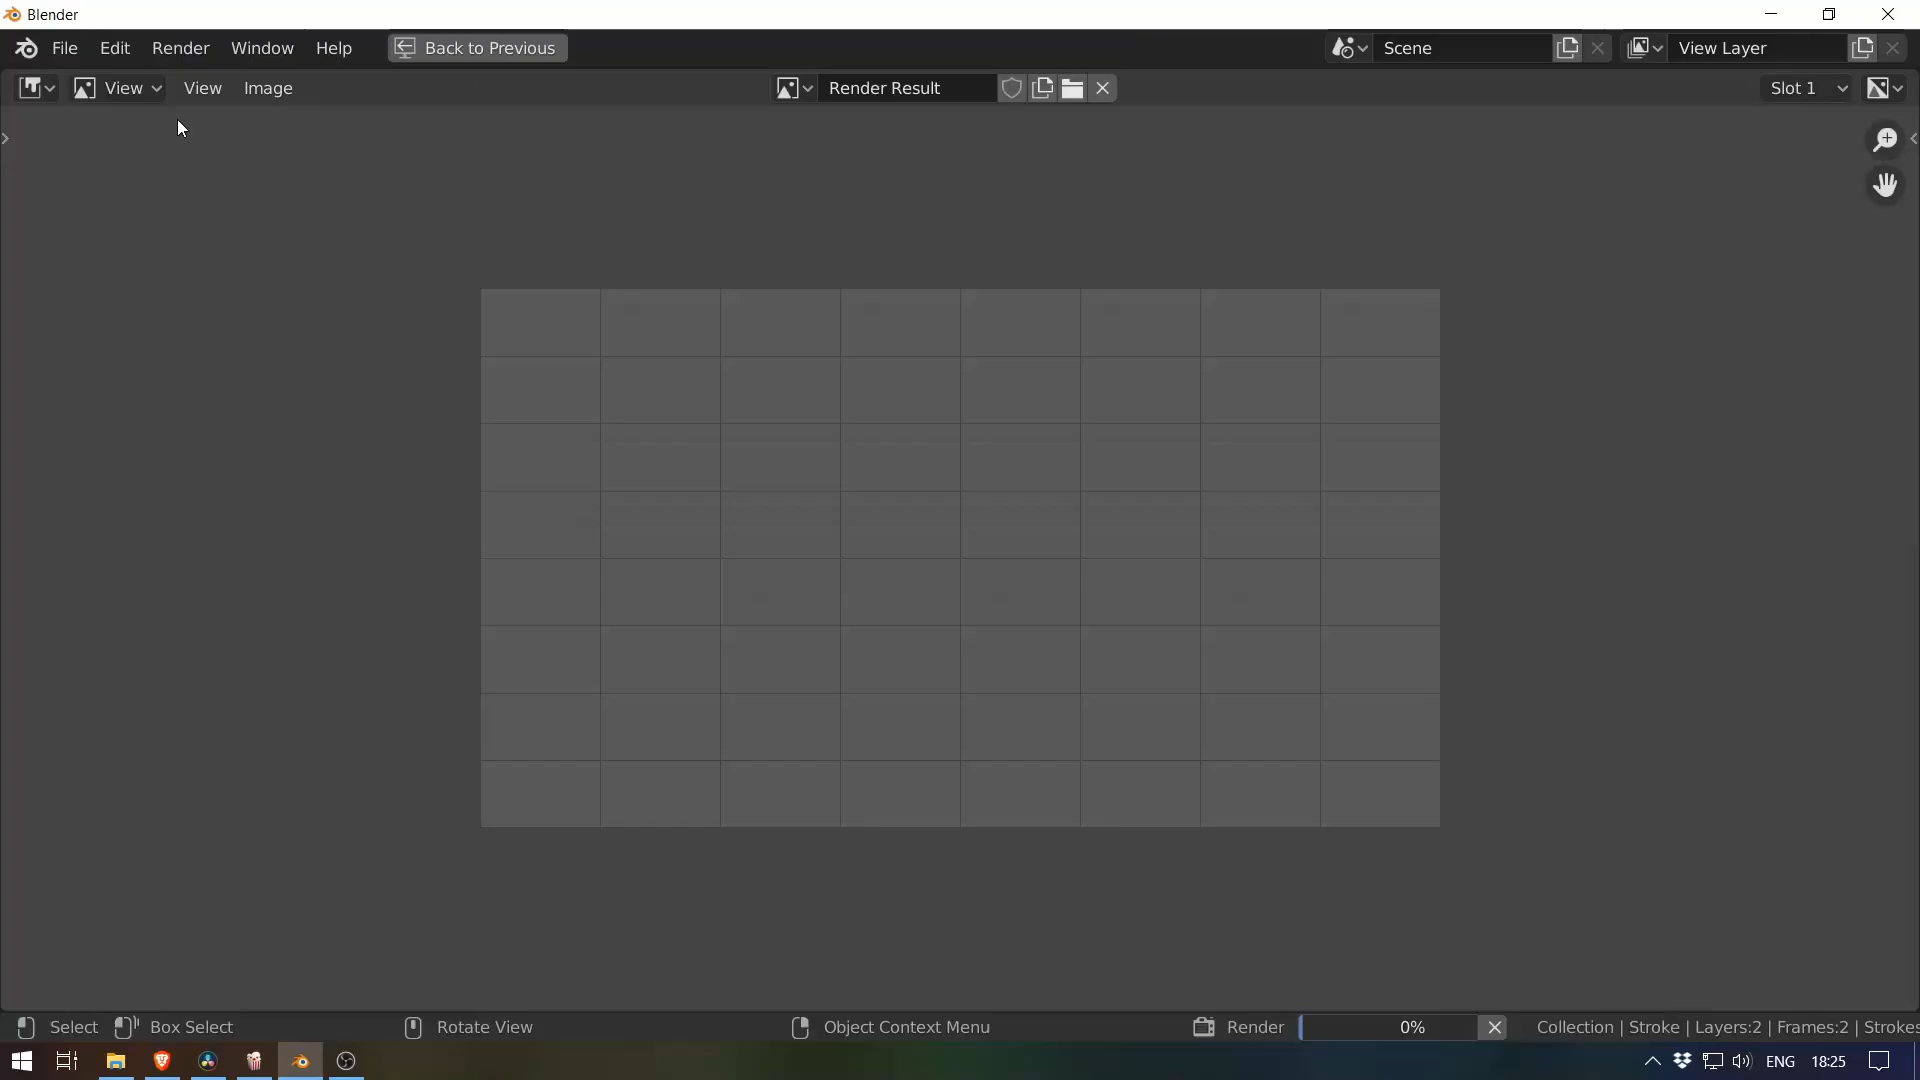 Blender
File Edit Render Window Help Back to Previous Scene View Layer
View View Image Render Result Slot 1
Select Box Select Rotate View Object Context Menu Render 0% Collection | Stroke | Layers:2 | Frames:2 | Strokes
ENG 18:25